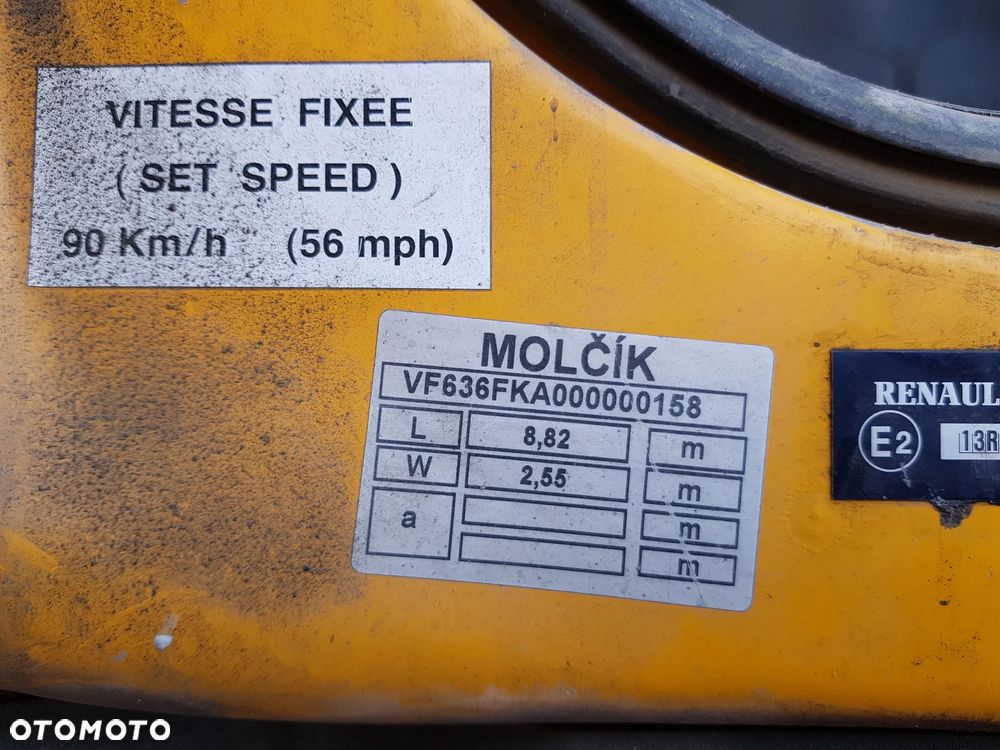 VITESSE FIXEE
(SET SPEED)
90 Km/h (56 mph)
MOLČÍK
VF636FKA000000158
L 8,82 m
W 2,55 m
a m
m
RENAUL
E2 13R
OTOMOTO